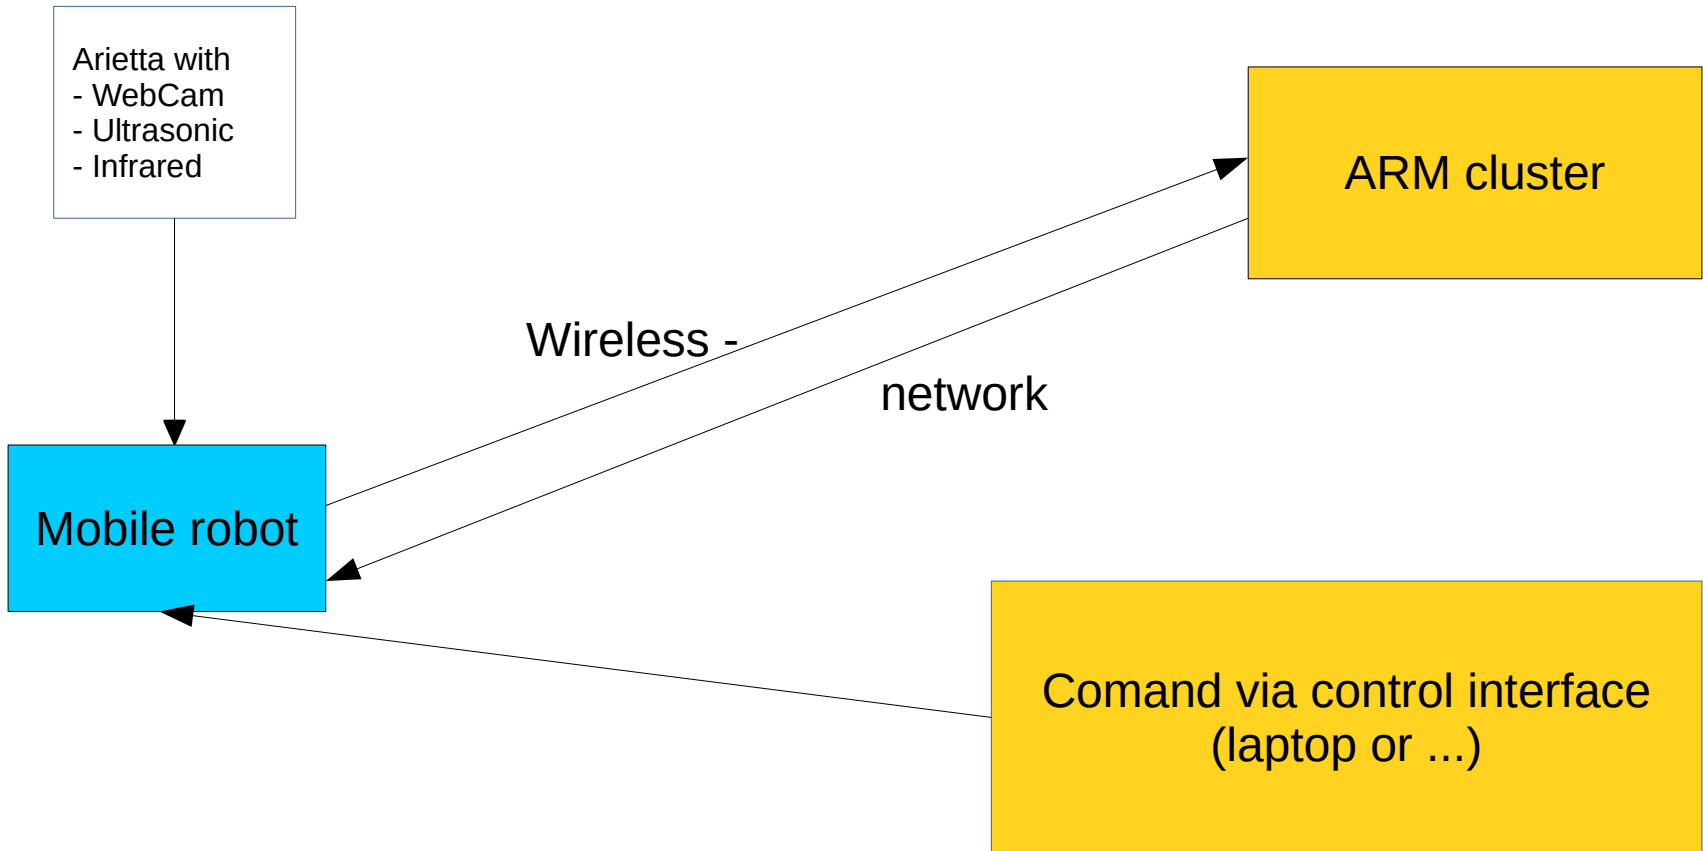 Arietta with
- WebCam
- Ultrasonic
- Infrared
ARM cluster
Wireless -
network
Mobile robot
Comand via control interface
(laptop or ...)